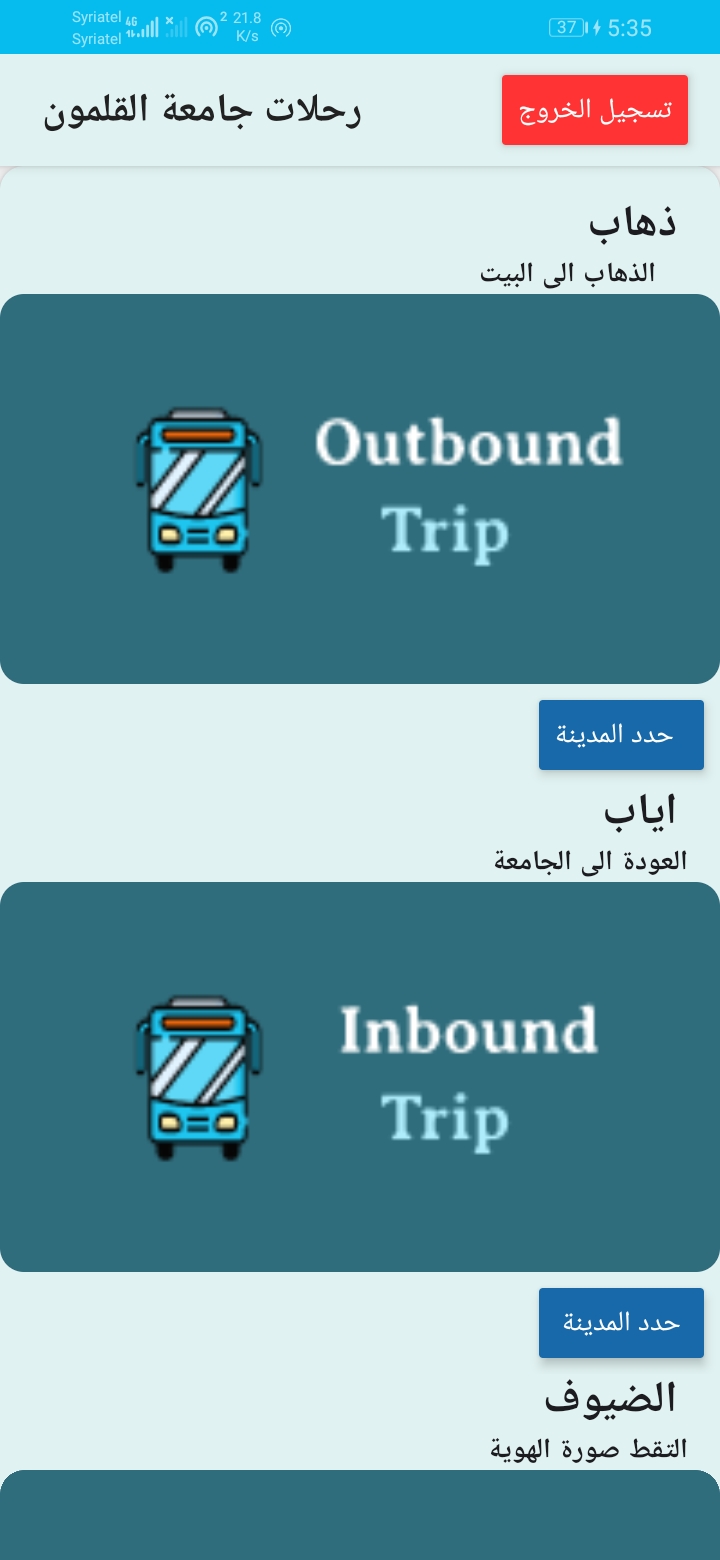 Syriatel 4G 2 21.8 37 5:35
Syriatel K/s
رحلات جامعة القلمون
تسجيل الخروج
ذهاب
الذهاب الى البيت
Outbound
Trip
حدد المدينة
اياب
العودة الى الجامعة
Inbound
Trip
حدد المدينة
الضيوف
التقط صورة الهوية